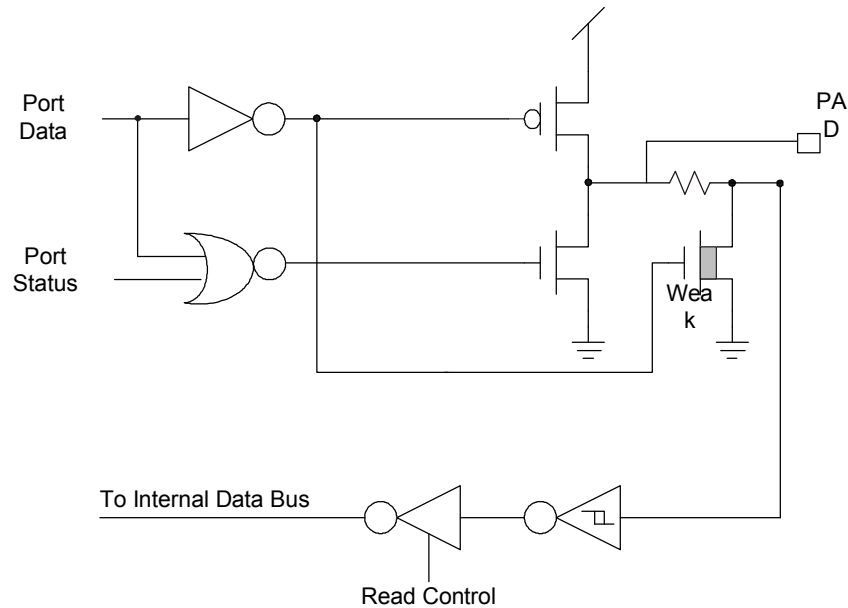 Port
Data
PA
D
Port
Status
Wea
k
To Internal Data Bus
Read Control